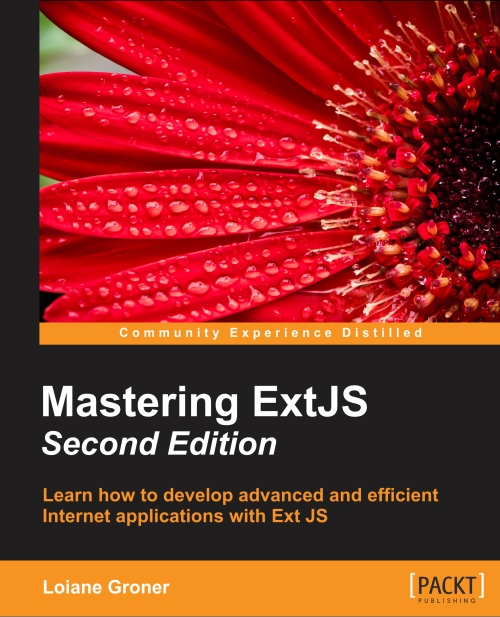 Community Experience Distilled
Mastering ExtJS
Second Edition
Learn how to develop advanced and efficient
Internet applications with Ext JS
Loiane Groner
[PACKT]
PUBLISHING